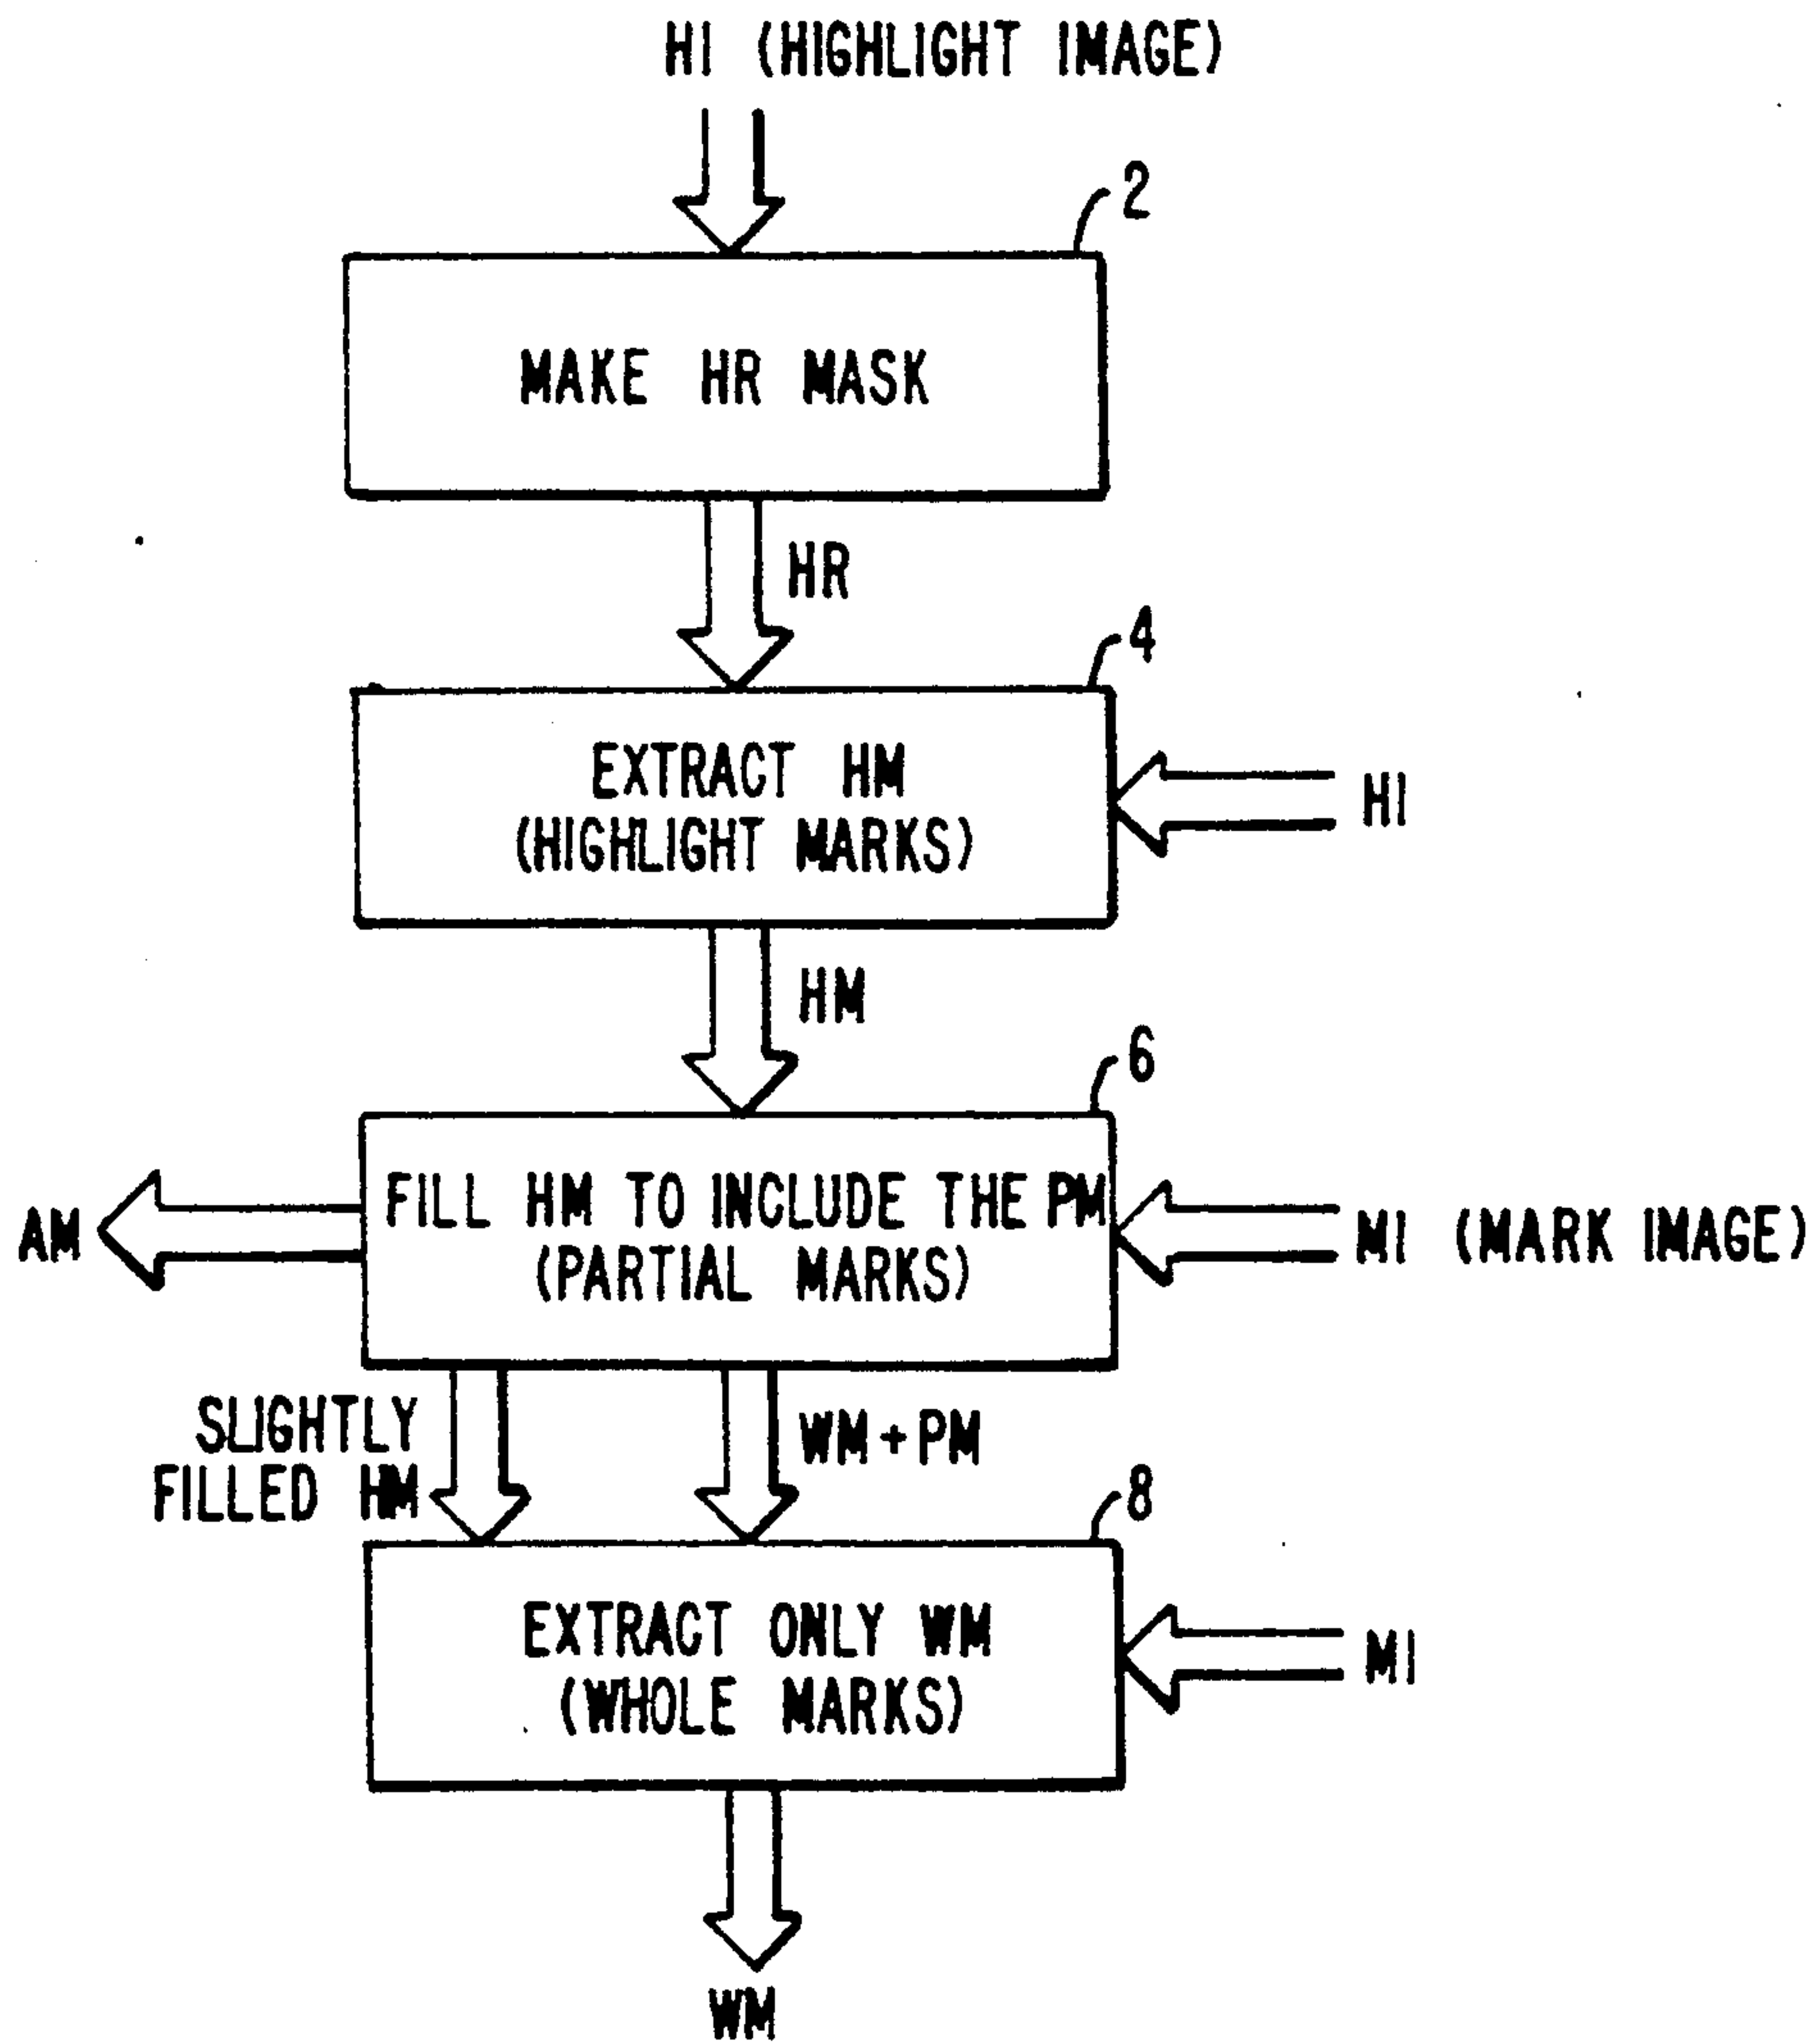 HI (HIGHLIGHT IMAGE)
2
MAKE HR MASK
HR
4
EXTRACT HM
(HIGHLIGHT MARKS)
HI
HM
6
FILL HM TO INCLUDE THE PM
(PARTIAL MARKS)
AM
MI (MARK IMAGE)
SLIGHTLY
FILLED HM
WM+PM
8
EXTRACT ONLY WM
(WHOLE MARKS)
MI
WM